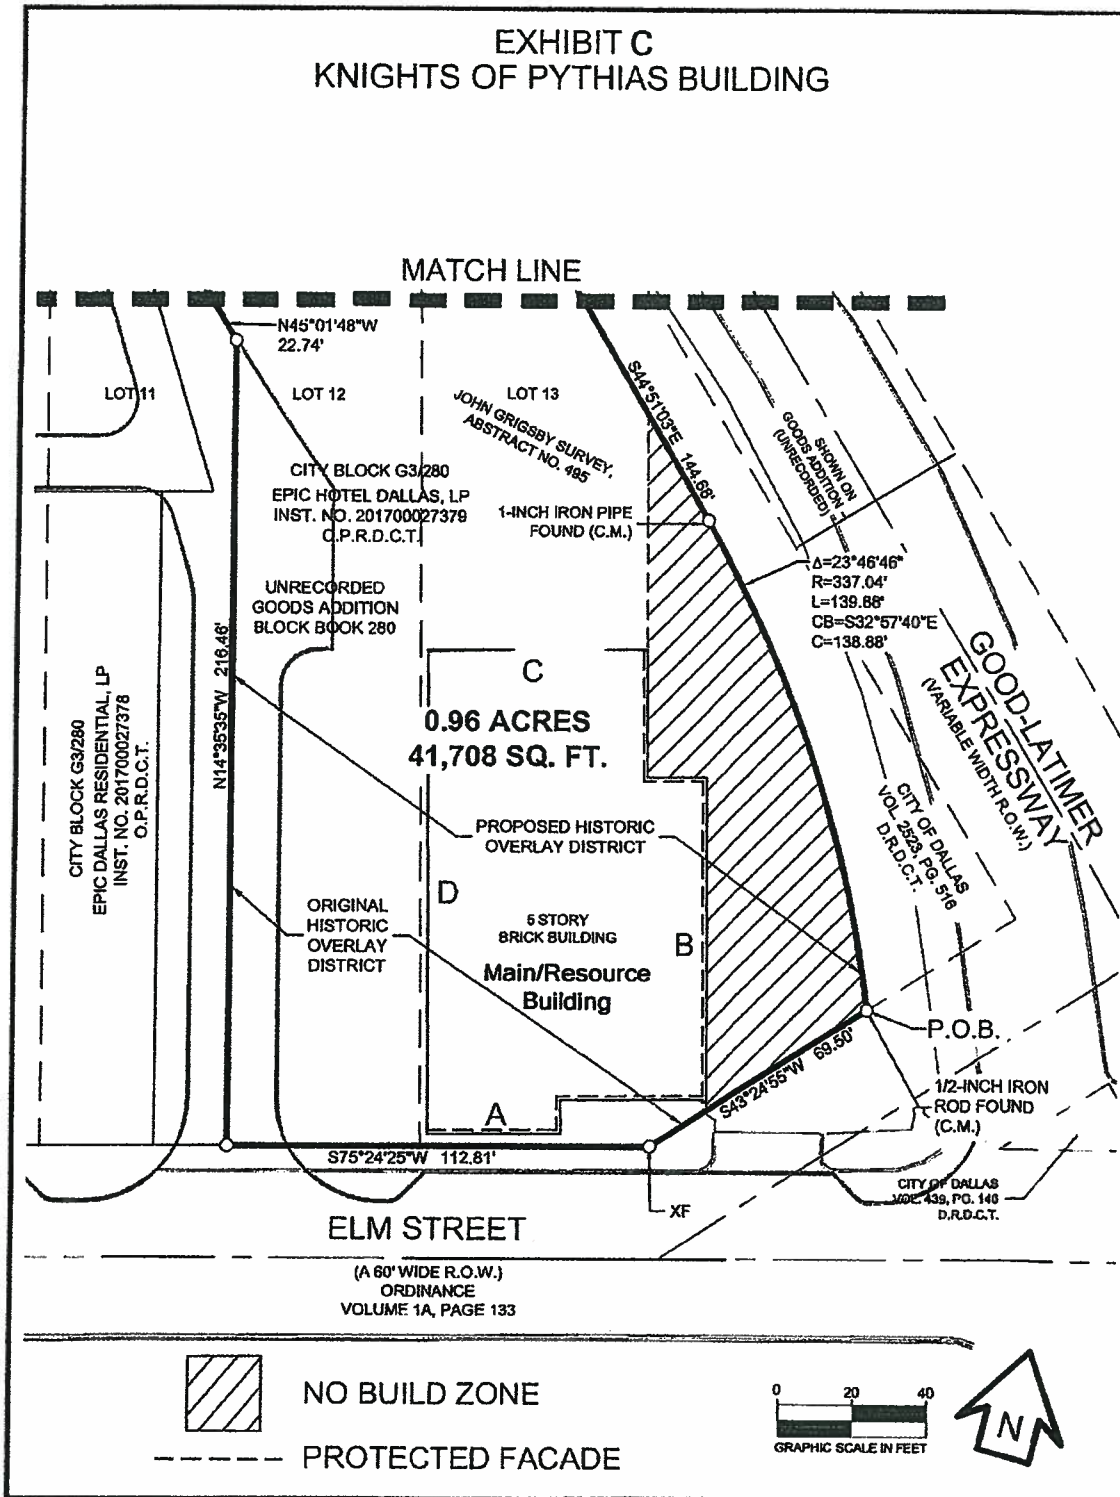 EXHIBIT C
KNIGHTS OF PYTHIAS BUILDING
MATCH LINE
N45°01'48"W
22.74'
LOT 11
LOT 12
LOT 13
JOHN GRIGSBY SURVEY,
ABSTRACT NO. 495
S44°51'03"E 144.68'
SHOWN ON
GOODS ADDITION
(UNRECORDED)
CITY BLOCK G3/280
EPIC HOTEL DALLAS, LP
INST. NO. 201700027379
O.P.R.D.C.T.
1-INCH IRON PIPE
FOUND (C.M.)
Δ=23°46'46"
R=337.04'
L=139.88'
CB=S32°57'40"E
C=138.88'
UNRECORDED
GOODS ADDITION
BLOCK BOOK 280
N14°35'35"W 216.46'
CITY BLOCK G3/280
EPIC DALLAS RESIDENTIAL, LP
INST. NO. 201700027378
O.P.R.D.C.T.
GOOD-LATIMER
EXPRESSWAY
(VARIABLE WIDTH R.O.W.)
C
0.96 ACRES
41,708 SQ. FT.
CITY OF DALLAS
VOL. 2523, PG. 516
D.R.D.C.T.
PROPOSED HISTORIC
OVERLAY DISTRICT
D
ORIGINAL
HISTORIC
OVERLAY
DISTRICT
5 STORY
BRICK BUILDING
B
Main/Resource
Building
P.O.B.
S43°24'55"W 69.50'
1/2-INCH IRON
ROD FOUND
(C.M.)
A
S75°24'25"W 112.81'
CITY OF DALLAS
VOL. 439, PG. 146
D.R.D.C.T.
XF
ELM STREET
(A 60' WIDE R.O.W.)
ORDINANCE
VOLUME 1A, PAGE 133
NO BUILD ZONE
PROTECTED FACADE
0 20 40
GRAPHIC SCALE IN FEET
N